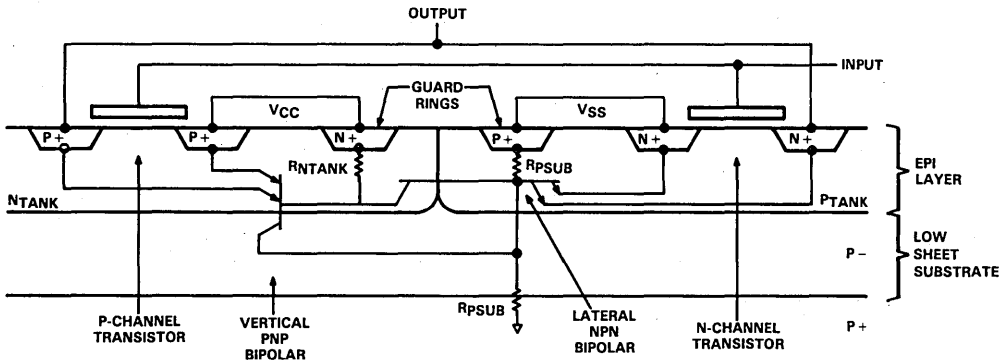 OUTPUT
INPUT
GUARD
RINGS
VCC
VSS
P+
P+
N+
P+
N+
N+
RNTANK
RPSUB
EPI
LAYER
NTANK
PTANK
LOW
SHEET
SUBSTRATE
P−
RPSUB
P+
P-CHANNEL
TRANSISTOR
VERTICAL
PNP
BIPOLAR
LATERAL
NPN
BIPOLAR
N-CHANNEL
TRANSISTOR